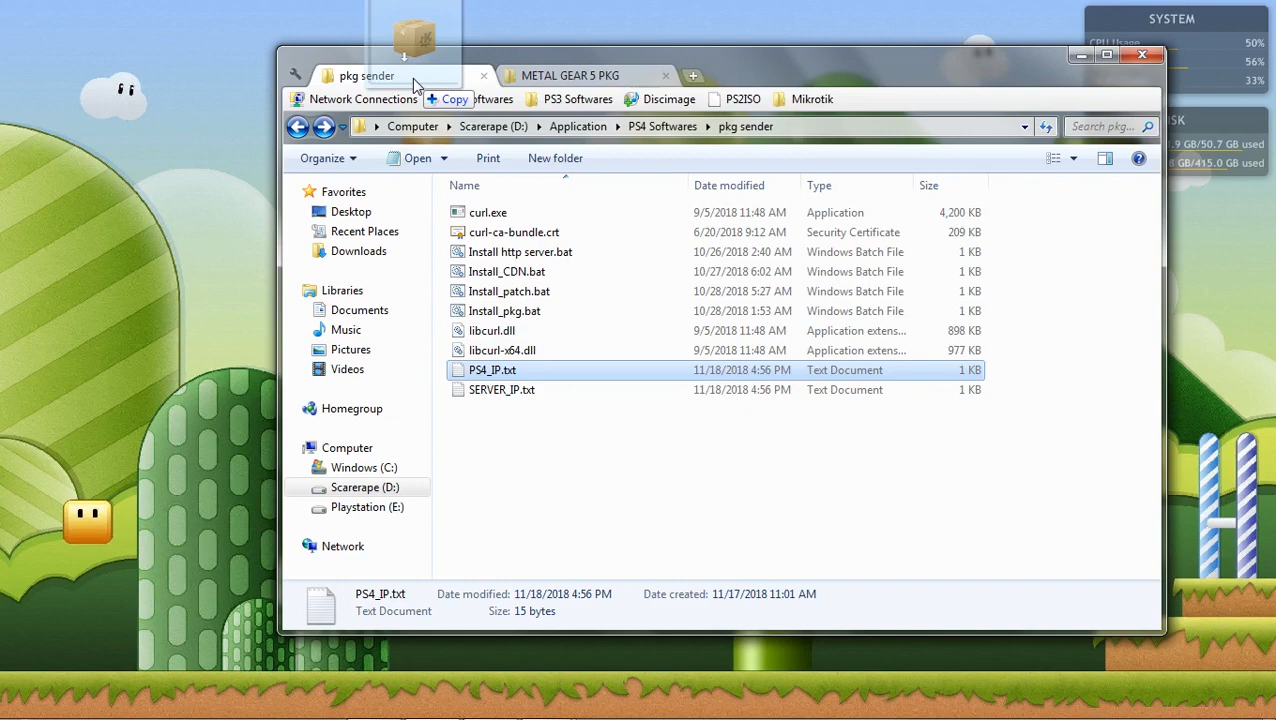 SYSTEM
CPU Usage 50%
56%
33%
pkg sender METAL GEAR 5 PKG
Network Connections Copy oftwares PS3 Softwares Discimage PS2ISO Mikrotik
Computer Scarerape (D:) Application PS4 Softwares pkg sender Search pkg...
ISK
.9 GB/50.7 GB used
8 GB/415.0 GB used
Organize Open Print New folder
Name Date modified Type Size
Favorites
Desktop
Recent Places
Downloads
Libraries
Documents
Music
Pictures
Videos
Homegroup
Computer
Windows (C:)
Scarerape (D:)
Playstation (E:)
Network
curl.exe 9/5/2018 11:48 AM Application 4,200 KB
curl-ca-bundle.crt 6/20/2018 9:12 AM Security Certificate 209 KB
Install http server.bat 10/26/2018 2:40 AM Windows Batch File 1 KB
Install_CDN.bat 10/27/2018 6:02 AM Windows Batch File 1 KB
Install_patch.bat 10/28/2018 5:27 AM Windows Batch File 1 KB
Install_pkg.bat 10/28/2018 1:53 AM Windows Batch File 1 KB
libcurl.dll 9/5/2018 11:48 AM Application extens... 898 KB
libcurl-x64.dll 9/5/2018 11:48 AM Application extens... 977 KB
PS4_IP.txt 11/18/2018 4:56 PM Text Document 1 KB
SERVER_IP.txt 11/18/2018 4:56 PM Text Document 1 KB
PS4_IP.txt Date modified: 11/18/2018 4:56 PM Date created: 11/17/2018 11:01 AM
Text Document Size: 15 bytes